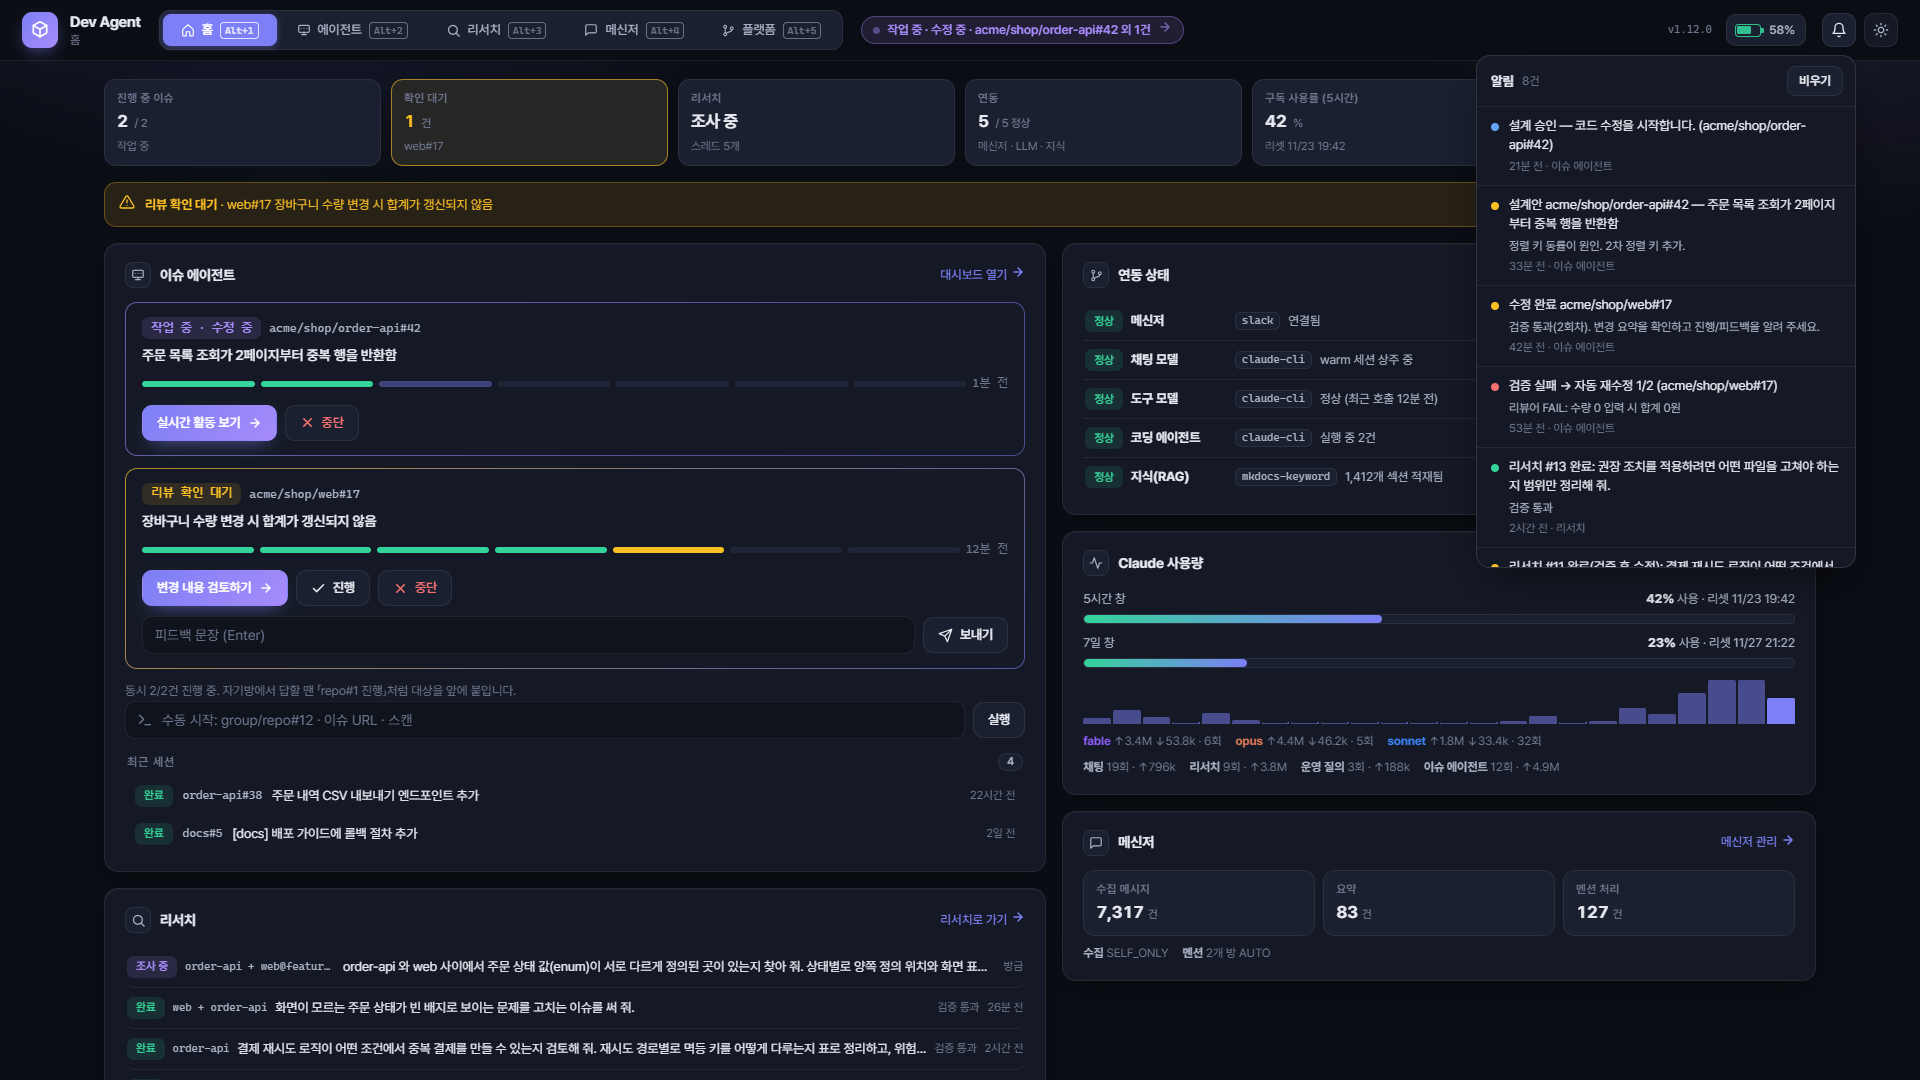 Dev Agent
홈
홈 Alt+1
에이전트 Alt+2
리서치 Alt+3
메신저 Alt+4
플랫폼 Alt+5
작업 중 · 수정 중 · acme/shop/order-api#42 외 1건
v1.12.0
58%
진행 중 이슈
2 / 2
작업 중
확인 대기
1 건
web#17
리서치
조사 중
스레드 5개
연동
5 / 5 정상
메신저 · LLM · 지식
구독 사용률 (5시간)
42 %
리셋 11/23 19:42
리뷰 확인 대기 · web#17 장바구니 수량 변경 시 합계가 갱신되지 않음
알림 8건
비우기
설계 승인 — 코드 수정을 시작합니다. (acme/shop/order-
api#42)
21분 전 · 이슈 에이전트
설계안 acme/shop/order-api#42 — 주문 목록 조회가 2페이지
부터 중복 행을 반환함
정렬 키 동률이 원인. 2차 정렬 키 추가.
33분 전 · 이슈 에이전트
수정 완료 acme/shop/web#17
검증 통과(2회차). 변경 요약을 확인하고 진행/피드백을 알려 주세요.
42분 전 · 이슈 에이전트
검증 실패 → 자동 재수정 1/2 (acme/shop/web#17)
리뷰어 FAIL: 수량 0 입력 시 합계 0원
53분 전 · 이슈 에이전트
리서치 #13 완료: 권장 조치를 적용하려면 어떤 파일을 고쳐야 하는
지 범위만 정리해 줘.
검증 통과
2시간 전 · 리서치
리서치 #11 완료(검증 후 수정): 결제 재시도 로직이 어떤 조건에서
이슈 에이전트
대시보드 열기
작업 중 · 수정 중 acme/shop/order-api#42
주문 목록 조회가 2페이지부터 중복 행을 반환함
1분 전
실시간 활동 보기
중단
리뷰 확인 대기 acme/shop/web#17
장바구니 수량 변경 시 합계가 갱신되지 않음
12분 전
변경 내용 검토하기
진행
중단
피드백 문장 (Enter)
보내기
동시 2/2건 진행 중. 자기방에서 답할 땐 「repo#1 진행」처럼 대상을 앞에 붙입니다.
수동 시작: group/repo#12 · 이슈 URL · 스캔
실행
최근 세션
4
완료 order-api#38 주문 내역 CSV 내보내기 엔드포인트 추가 22시간 전
완료 docs#5 [docs] 배포 가이드에 롤백 절차 추가 2일 전
리서치
리서치로 가기
조사 중 order-api + web@featur… order-api 와 web 사이에서 주문 상태 값(enum)이 서로 다르게 정의된 곳이 있는지 찾아 줘. 상태별로 양쪽 정의 위치와 화면 표… 방금
완료 web + order-api 화면이 모르는 주문 상태가 빈 배지로 보이는 문제를 고치는 이슈를 써 줘. 검증 통과 26분 전
완료 order-api 결제 재시도 로직이 어떤 조건에서 중복 결제를 만들 수 있는지 검토해 줘. 재시도 경로별로 멱등 키를 어떻게 다루는지 표로 정리하고, 위험… 검증 통과 2시간 전
연동 상태
정상 메신저 slack 연결됨
정상 채팅 모델 claude-cli warm 세션 상주 중
정상 도구 모델 claude-cli 정상 (최근 호출 12분 전)
정상 코딩 에이전트 claude-cli 실행 중 2건
정상 지식(RAG) mkdocs-keyword 1,412개 섹션 적재됨
Claude 사용량
5시간 창
42% 사용 · 리셋 11/23 19:42
7일 창
23% 사용 · 리셋 11/27 21:22
fable ↑3.4M ↓53.8k · 6회 opus ↑4.4M ↓46.2k · 5회 sonnet ↑1.8M ↓33.4k · 32회
채팅 19회 · ↑796k 리서치 9회 · ↑3.8M 운영 질의 3회 · ↑188k 이슈 에이전트 12회 · ↑4.9M
메신저
메신저 관리
수집 메시지
7,317 건
요약
83 건
멘션 처리
127 건
수집 SELF_ONLY 멘션 2개 방 AUTO